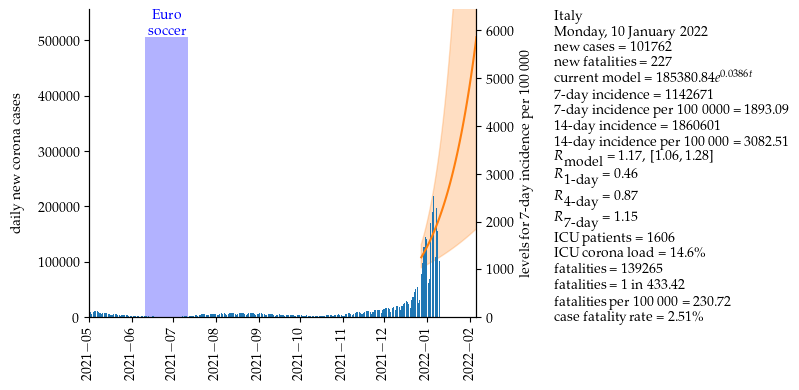 Euro
soccer
daily new corona cases
500000
400000
300000
200000
100000
0
6000
5000
4000
3000
2000
1000
0
levels for 7-day incidence per 100 000
2021−05
2021−06
2021−07
2021−08
2021−09
2021−10
2021−11
2021−12
2022−01
2022−02
Italy
Monday, 10 January 2022
new cases = 101762
new fatalities = 227
current model = 185380.84e^0.0386t
7-day incidence = 1142671
7-day incidence per 100 0000 = 1893.09
14-day incidence = 1860601
14-day incidence per 100 000 = 3082.51
R model = 1.17, [1.06, 1.28]
R 1-day = 0.46
R 4-day = 0.87
R 7-day = 1.15
ICU patients = 1606
ICU corona load = 14.6%
fatalities = 139265
fatalities = 1 in 433.42
fatalities per 100 000 = 230.72
case fatality rate = 2.51%